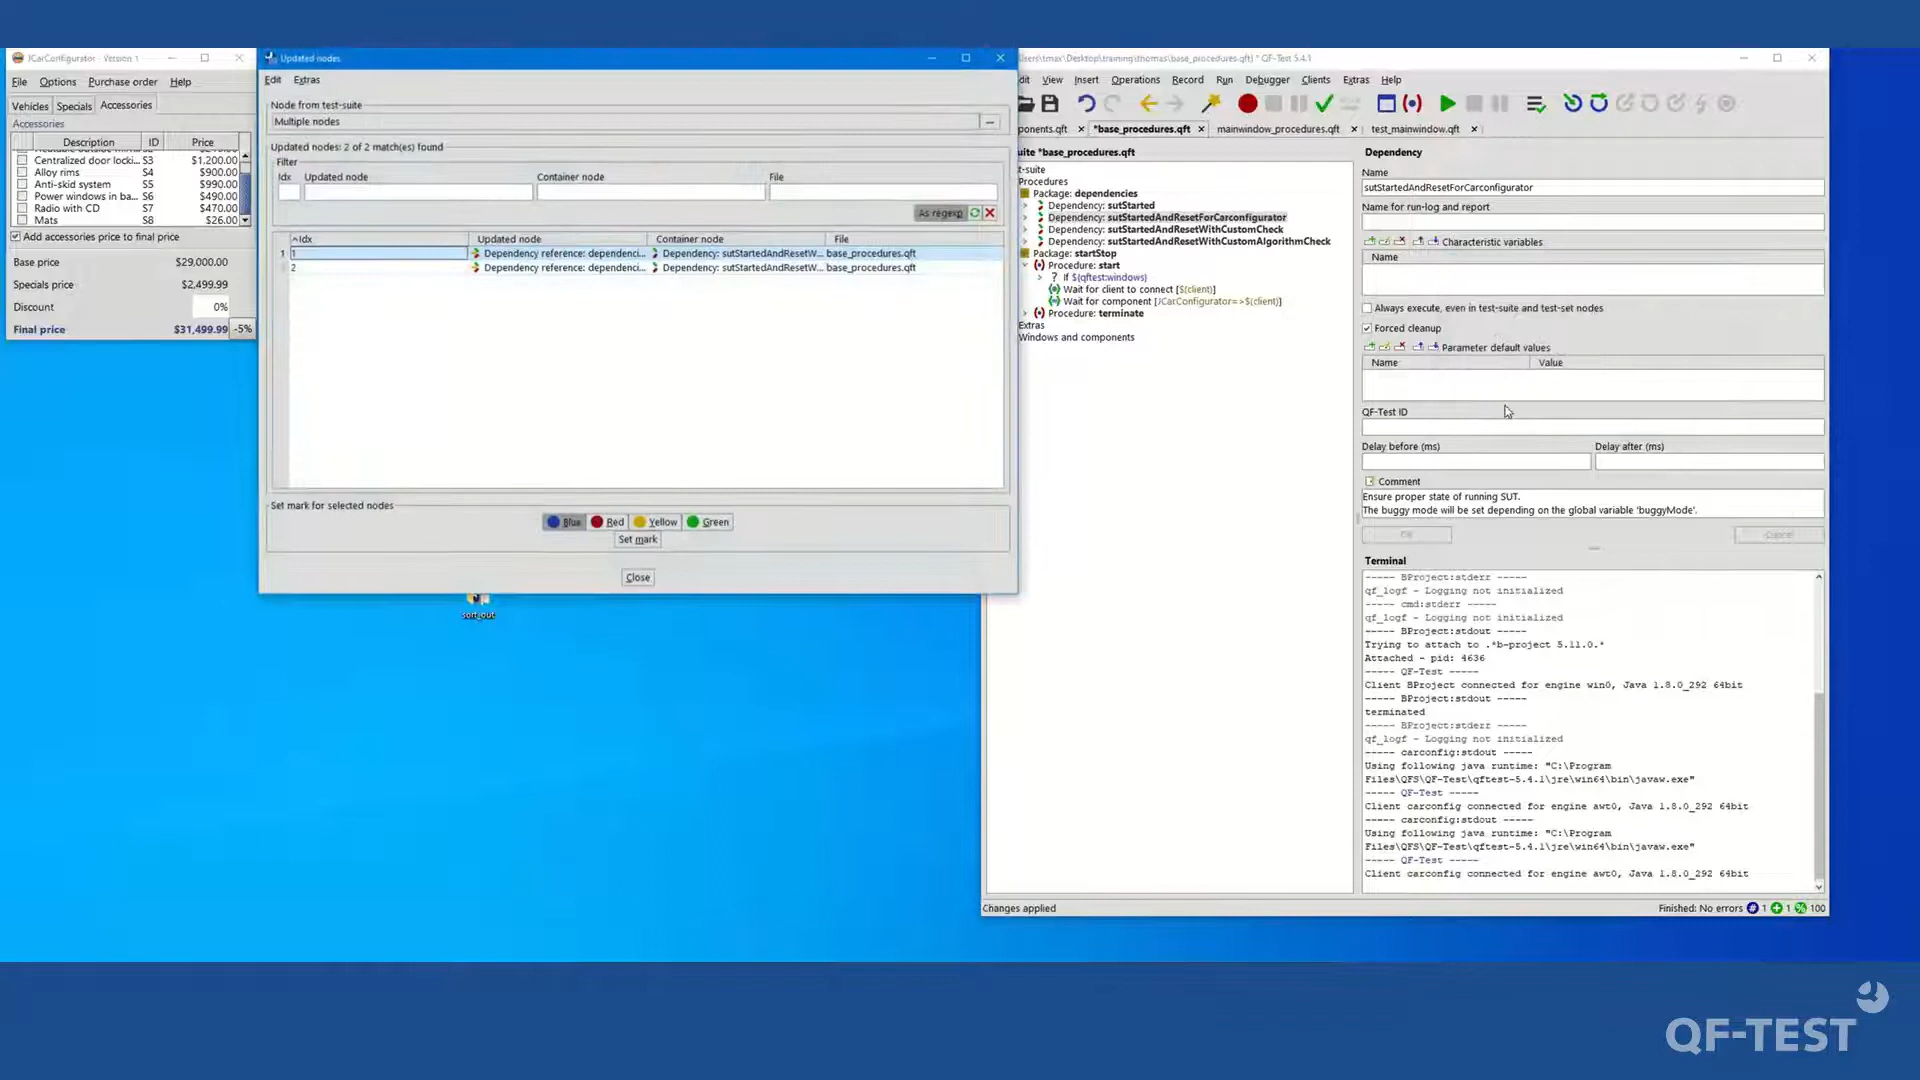 JCarConfigurator - Version 1
File Options Purchase order Help
Vehicles Specials Accessories
Accessories
Description ID Price
Centralized door locki... S3 $1,200.00
Alloy rims S4 $900.00
Anti-skid system S5 $990.00
Power windows in ba... S6 $490.00
Radio with CD S7 $470.00
Mats S8 $26.00
Add accessories price to final price
Base price $29,000.00
Specials price $2,499.99
Discount 0%
Final price $31,499.99 -5%
Updated nodes
Edit Extras
Node from test-suite
Multiple nodes
...
Updated nodes: 2 of 2 match(es) found
Filter
Idx Updated node Container node File
As regexp
Idx Updated node Container node File
1 1 Dependency reference: dependenci... Dependency: sutStartedAndResetW... base_procedures.qft
2 Dependency reference: dependenci... Dependency: sutStartedAndResetW... base_procedures.qft
Set mark for selected nodes
Blue Red Yellow Green
Set mark
Close
sort_out
sers\tmax\Desktop\training\thomas\base_procedures.qft) * QF-Test 5.4.1
dit View Insert Operations Record Run Debugger Clients Extras Help
ponents.qft *base_procedures.qft mainwindow_procedures.qft test_mainwindow.qft
uite *base_procedures.qft
t-suite
Procedures
Package: dependencies
Dependency: sutStarted
Dependency: sutStartedAndResetForCarconfigurator
Dependency: sutStartedAndResetWithCustomCheck
Dependency: sutStartedAndResetWithCustomAlgorithmCheck
Package: startStop
Procedure: start
If $(qftest:windows)
Wait for client to connect [$(client)]
Wait for component [JCarConfigurator=>$(client)]
Procedure: terminate
Extras
Windows and components
Dependency
Name
sutStartedAndResetForCarconfigurator
Name for run-log and report
Characteristic variables
Name
Always execute, even in test-suite and test-set nodes
Forced cleanup
Parameter default values
Name Value
QF-Test ID
Delay before (ms) Delay after (ms)
Comment
Ensure proper state of running SUT.
The buggy mode will be set depending on the global variable 'buggyMode'.
OK Cancel
Terminal
----- BProject:stderr -----
qf_logf - Logging not initialized
----- cmd:stderr -----
qf_logf - Logging not initialized
----- BProject:stdout -----
Trying to attach to .*b-project 5.11.0.*
Attached - pid: 4636
----- QF-Test -----
Client BProject connected for engine win0, Java 1.8.0_292 64bit
----- BProject:stdout -----
terminated
----- BProject:stderr -----
qf_logf - Logging not initialized
----- carconfig:stdout -----
Using following java runtime: "C:\Program
Files\QFS\QF-Test\qftest-5.4.1\jre\win64\bin\javaw.exe"
----- QF-Test -----
Client carconfig connected for engine awt0, Java 1.8.0_292 64bit
----- carconfig:stdout -----
Using following java runtime: "C:\Program
Files\QFS\QF-Test\qftest-5.4.1\jre\win64\bin\javaw.exe"
----- QF-Test -----
Client carconfig connected for engine awt0, Java 1.8.0_292 64bit
Changes applied
Finished: No errors 1 1 100
QF-TEST